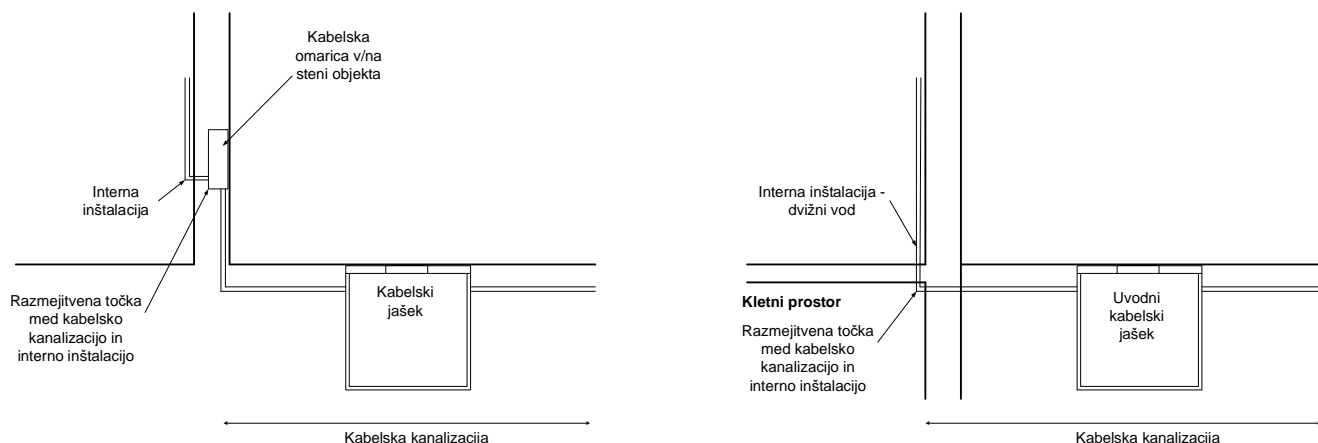 Kabelska
omarica v/na
steni objekta
Interna
inštalacija
Razmejitvena točka
med kabelsko
kanalizacijo in
interno inštalacijo
Kabelski
jašek
Kabelska kanalizacija
Interna inštalacija -
dvižni vod
Kletni prostor
Razmejitvena točka
med kabelsko
kanalizacijo in
interno inštalacijo
Uvodni
kabelski
jašek
Kabelska kanalizacija